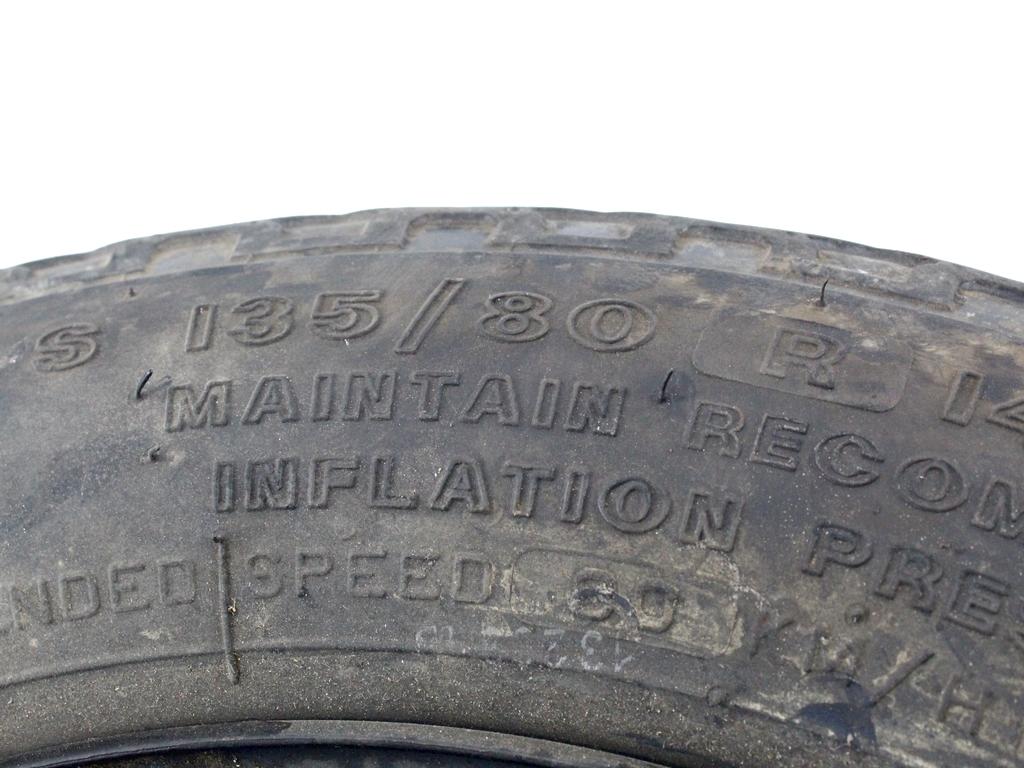 S 135/80 R 14
MAINTAIN RECOM
INFLATION PRES
NDED SPEED 80 KM/H